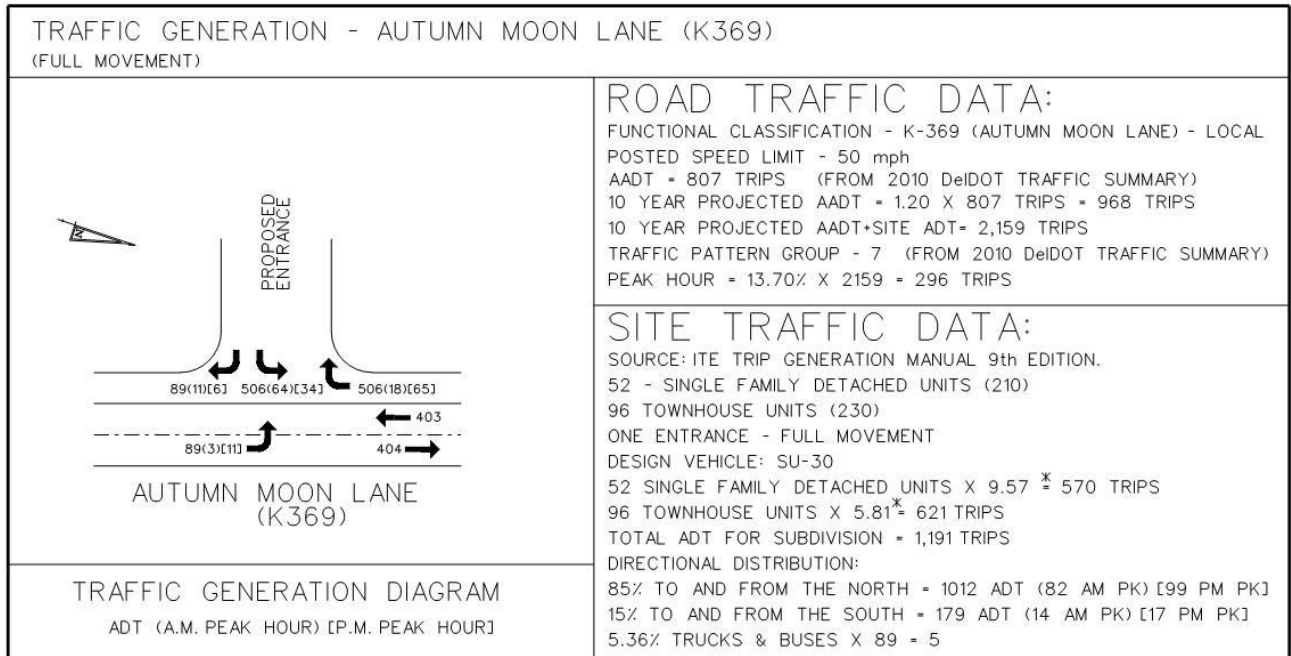 TRAFFIC GENERATION - AUTUMN MOON LANE (K369)
(FULL MOVEMENT)
N
PROPOSED
ENTRANCE
89(11)[6] 506(64)[34] 506(18)[65]
403
89(3)[11] 404
AUTUMN MOON LANE
(K369)
TRAFFIC GENERATION DIAGRAM
ADT (A.M. PEAK HOUR) [P.M. PEAK HOUR]
ROAD TRAFFIC DATA:
FUNCTIONAL CLASSIFICATION - K-369 (AUTUMN MOON LANE) - LOCAL
POSTED SPEED LIMIT - 50 mph
AADT = 807 TRIPS (FROM 2010 DelDOT TRAFFIC SUMMARY)
10 YEAR PROJECTED AADT = 1.20 X 807 TRIPS = 968 TRIPS
10 YEAR PROJECTED AADT+SITE ADT= 2,159 TRIPS
TRAFFIC PATTERN GROUP - 7 (FROM 2010 DelDOT TRAFFIC SUMMARY)
PEAK HOUR = 13.70% X 2159 = 296 TRIPS
SITE TRAFFIC DATA:
SOURCE: ITE TRIP GENERATION MANUAL 9th EDITION.
52 - SINGLE FAMILY DETACHED UNITS (210)
96 TOWNHOUSE UNITS (230)
ONE ENTRANCE - FULL MOVEMENT
DESIGN VEHICLE: SU-30
52 SINGLE FAMILY DETACHED UNITS X 9.57 *= 570 TRIPS
96 TOWNHOUSE UNITS X 5.81*= 621 TRIPS
TOTAL ADT FOR SUBDIVISION = 1,191 TRIPS
DIRECTIONAL DISTRIBUTION:
85% TO AND FROM THE NORTH = 1012 ADT (82 AM PK) [99 PM PK]
15% TO AND FROM THE SOUTH = 179 ADT (14 AM PK) [17 PM PK]
5.36% TRUCKS & BUSES X 89 = 5